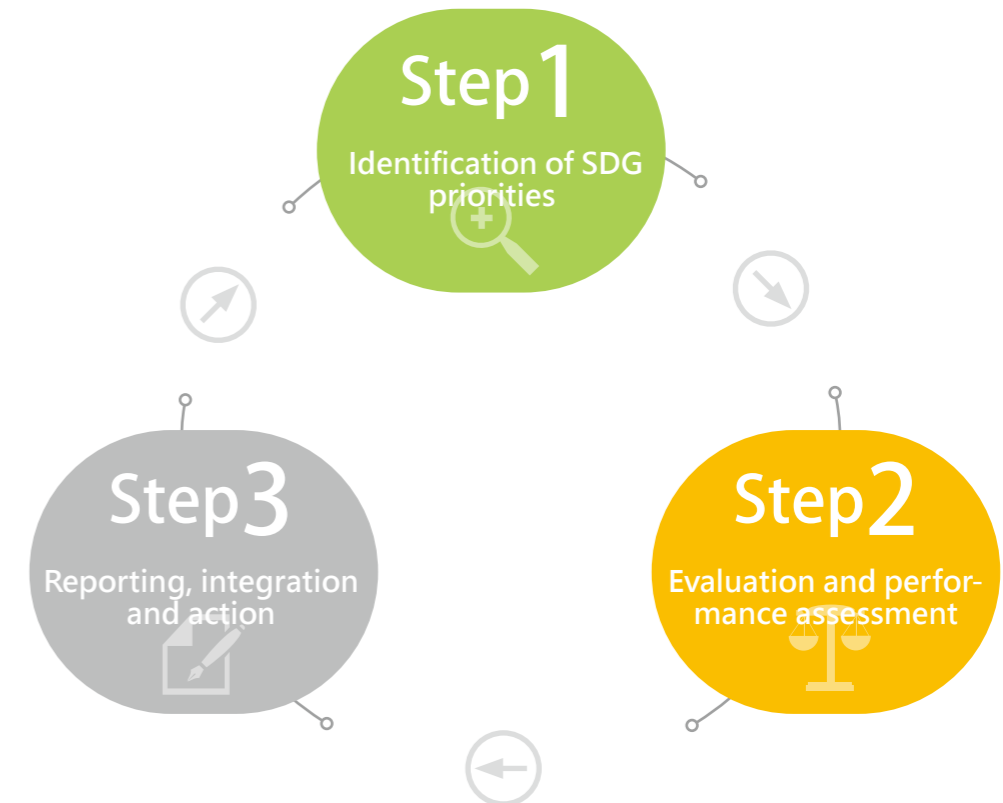 Step1
Identification of SDG
priorities
Step3
Reporting, integration
and action
Step2
Evaluation and perfor-
mance assessment